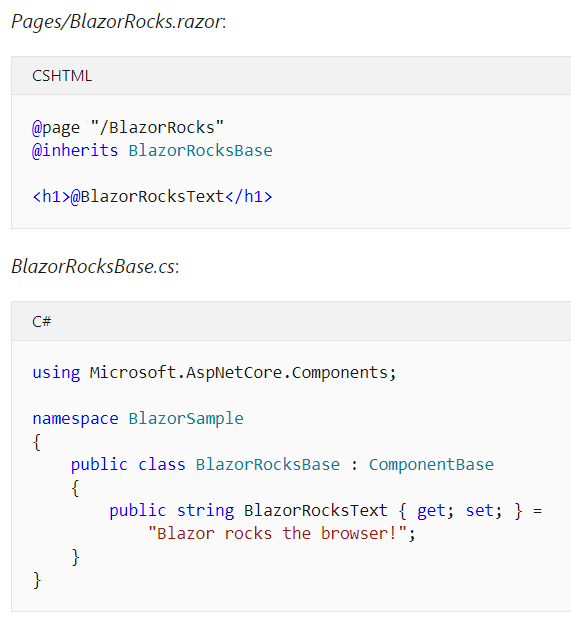 Pages/BlazorRocks.razor:
CSHTML
@page "/BlazorRocks"
@inherits BlazorRocksBase
<h1>@BlazorRocksText</h1>
BlazorRocksBase.cs:
C#
using Microsoft.AspNetCore.Components;
namespace BlazorSample
{
    public class BlazorRocksBase : ComponentBase
    {
        public string BlazorRocksText { get; set; } =
            "Blazor rocks the browser!";
    }
}